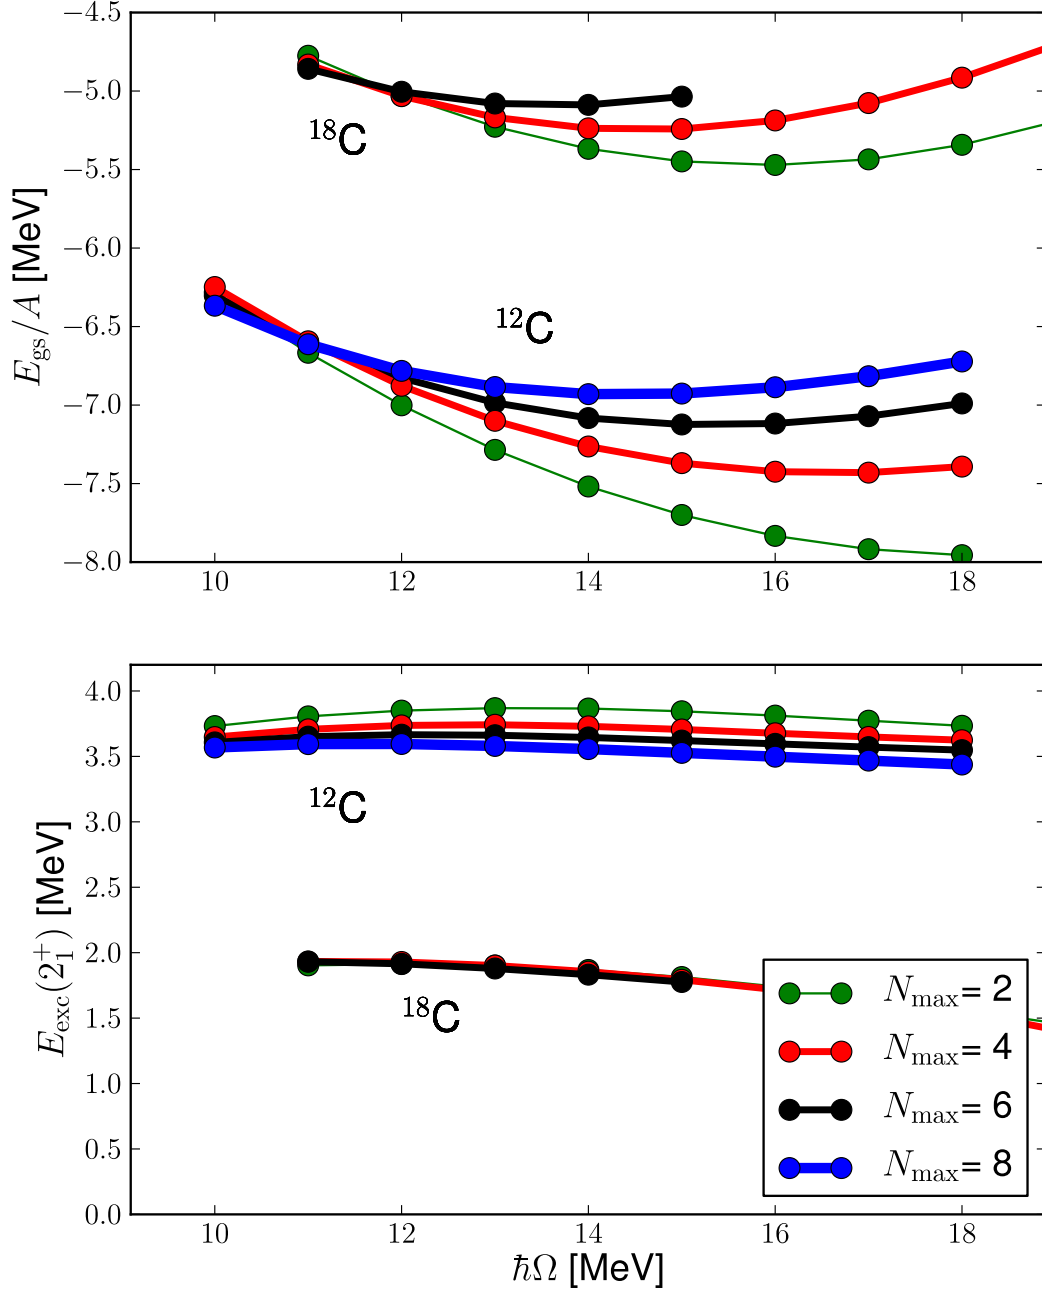 −4.5
−5.0
−5.5
−6.0
−6.5
−7.0
−7.5
−8.0
E_gs/A [MeV]
¹⁸C
¹²C
10 12 14 16 18
4.0
3.5
3.0
2.5
2.0
1.5
1.0
0.5
0.0
E_exc(2₁⁺) [MeV]
¹²C
¹⁸C
N_max= 2
N_max= 4
N_max= 6
N_max= 8
10 12 14 16 18
ℏΩ [MeV]